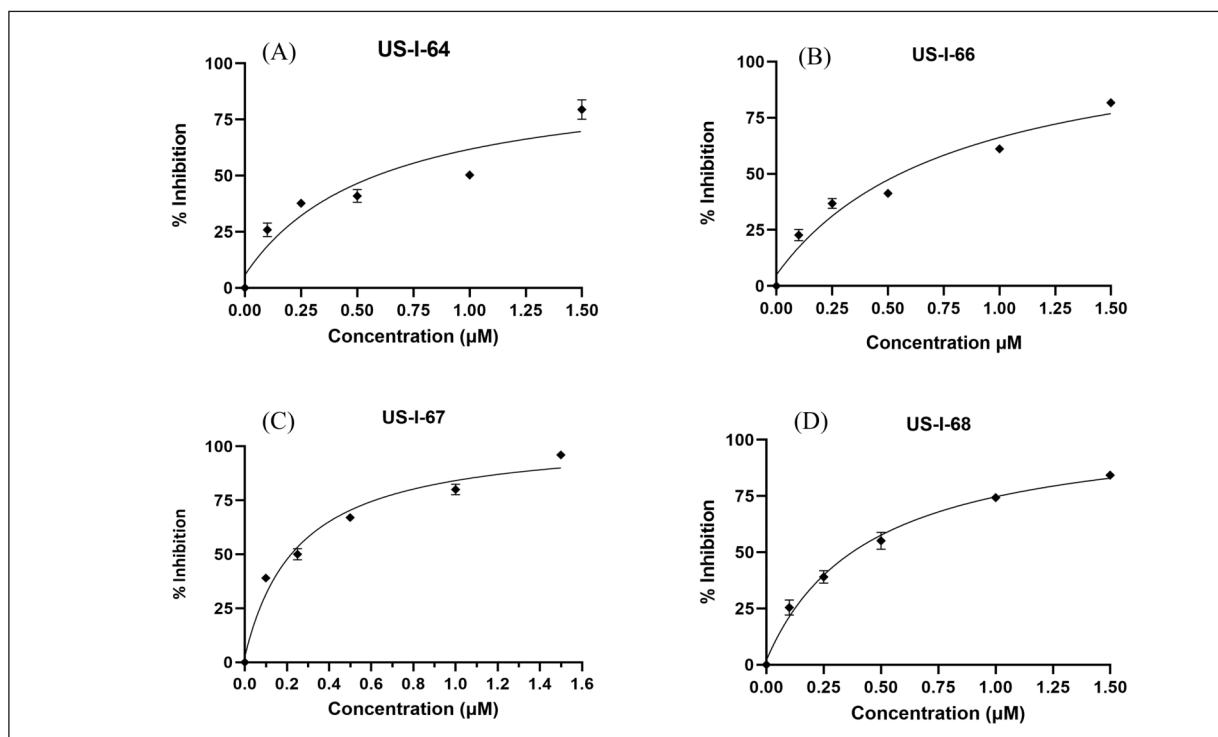 (A)
US-I-64
100
75
50
25
0
% Inhibition
0.00 0.25 0.50 0.75 1.00 1.25 1.50
Concentration (µM)
(B)
US-I-66
100
75
50
25
0
% Inhibition
0.00 0.25 0.50 0.75 1.00 1.25 1.50
Concentration µM
(C)
US-I-67
100
75
50
25
0
% Inhibition
0.0 0.2 0.4 0.6 0.8 1.0 1.2 1.4 1.6
Concentration (µM)
(D)
US-I-68
100
75
50
25
0
% Inhibition
0.00 0.25 0.50 0.75 1.00 1.25 1.50
Concentration (µM)